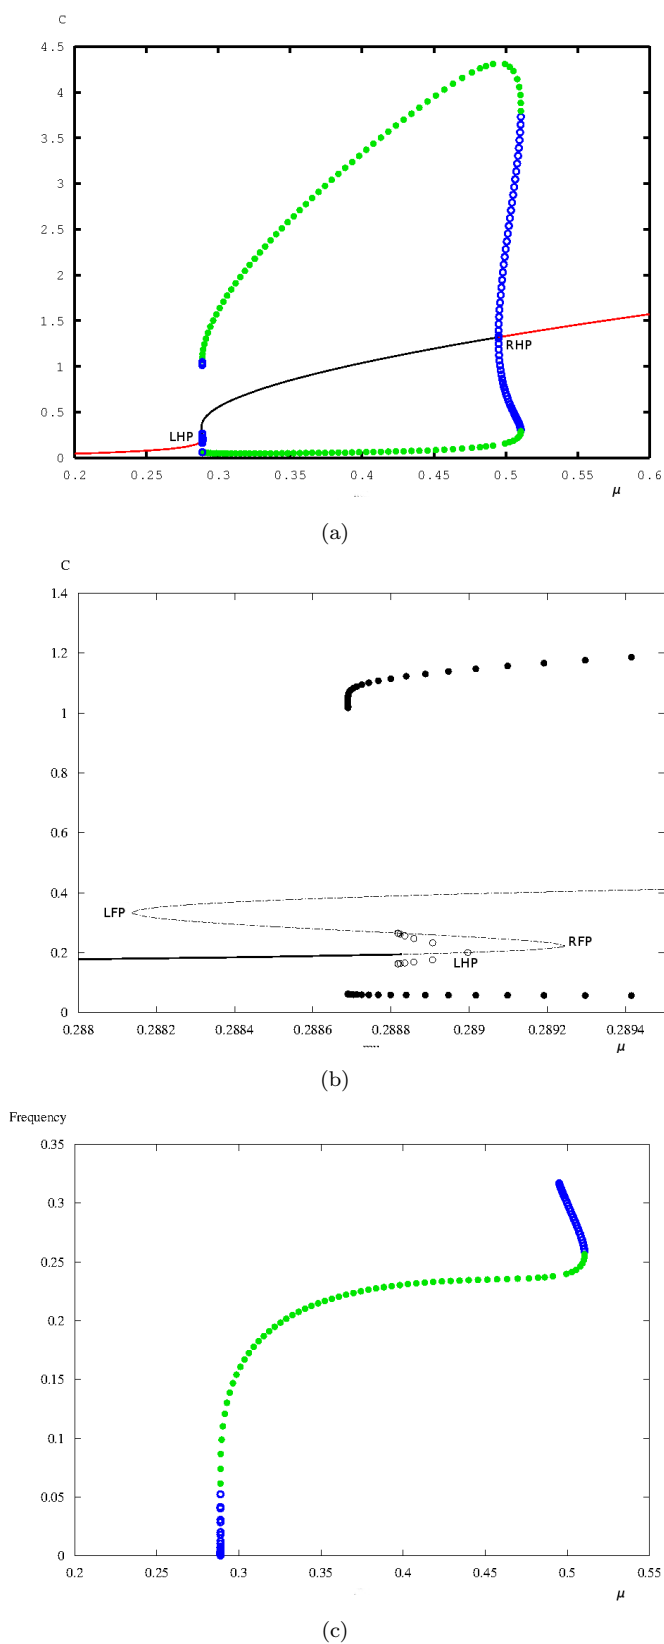 C
4.5
4
3.5
3
2.5
2
1.5
RHP
1
0.5
LHP
0
0.2 0.25 0.3 0.35 0.4 0.45 0.5 0.55 0.6
μ
(a)
C
1.4
1.2
1
0.8
0.6
0.4
LFP
RFP
0.2
LHP
0
0.288 0.2882 0.2884 0.2886 0.2888 0.289 0.2892 0.2894
μ
(b)
Frequency
0.35
0.3
0.25
0.2
0.15
0.1
0.05
0
0.2 0.25 0.3 0.35 0.4 0.45 0.5 0.55
μ
(c)